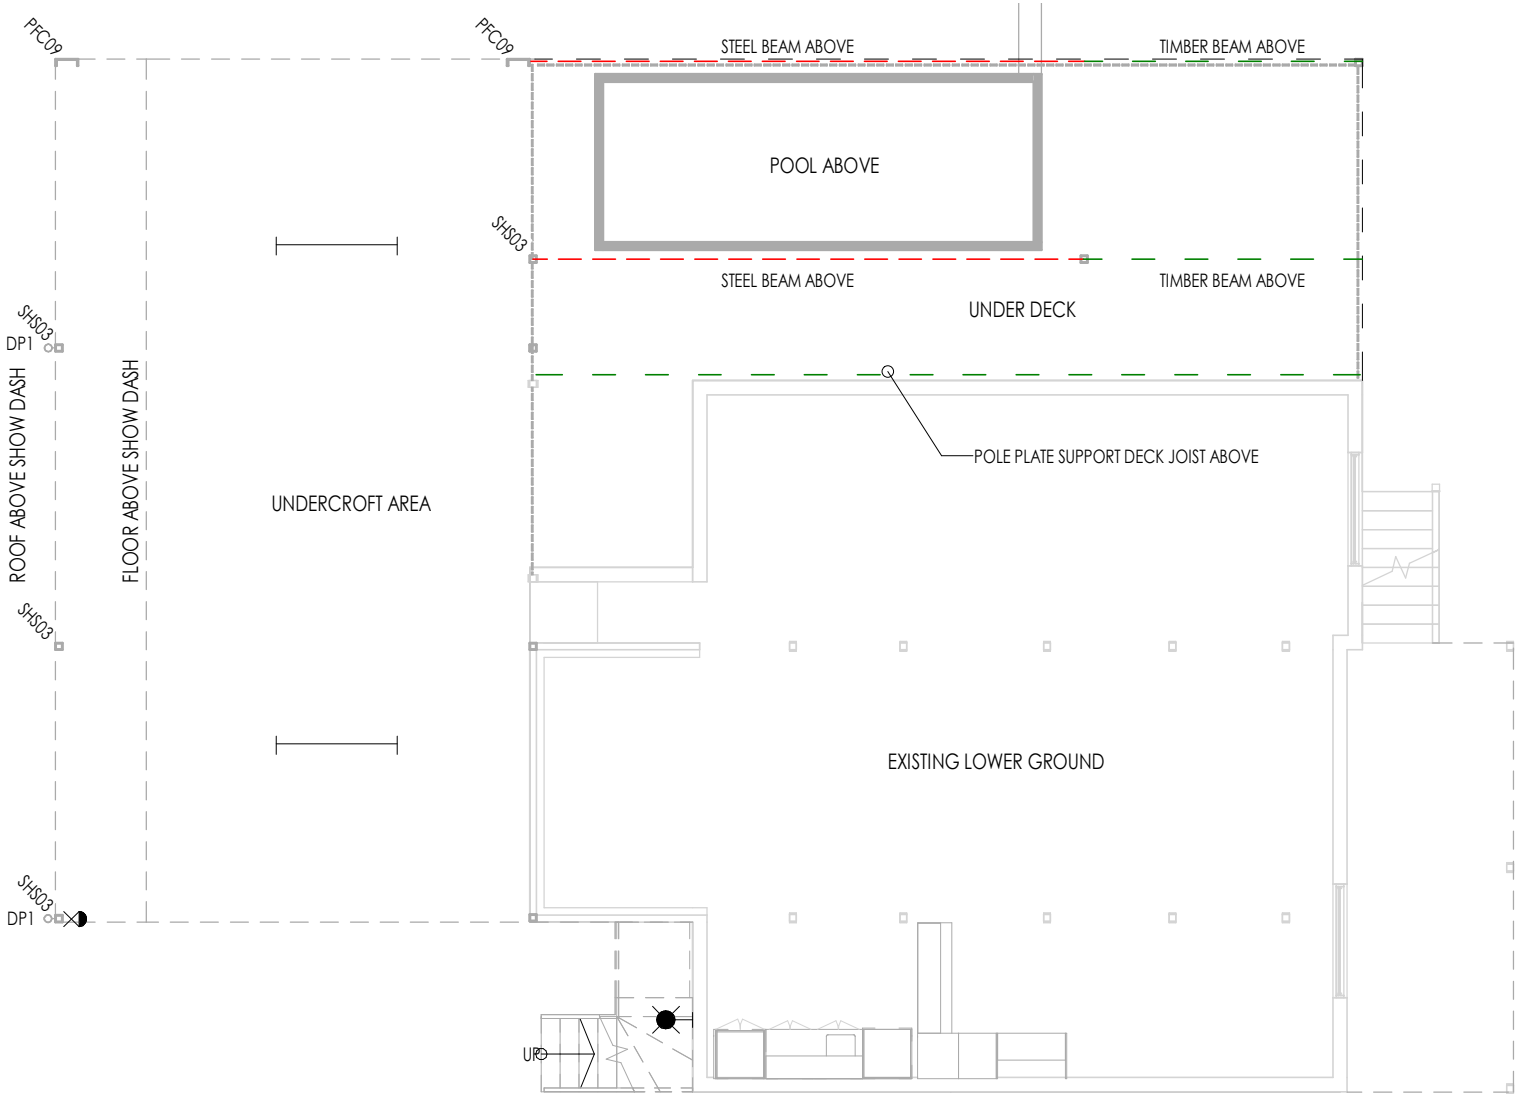 PFC09
PFC09
STEEL BEAM ABOVE
TIMBER BEAM ABOVE
POOL ABOVE
SHS03
STEEL BEAM ABOVE
TIMBER BEAM ABOVE
UNDER DECK
SHS03
DP1
ROOF ABOVE SHOW DASH
FLOOR ABOVE SHOW DASH
POLE PLATE SUPPORT DECK JOIST ABOVE
UNDERCROFT AREA
SHS03
EXISTING LOWER GROUND
SHS03
DP1
UP